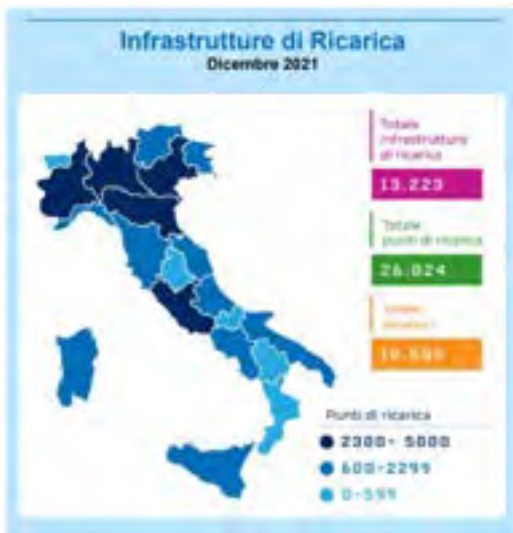 Infrastrutture di Ricarica
Dicembre 2021
Totale
infrastrutture
di ricarica
13.223
Totale
punti di ricarica
26.024
Punti di ricarica
2300- 5000
600-2299
0-599